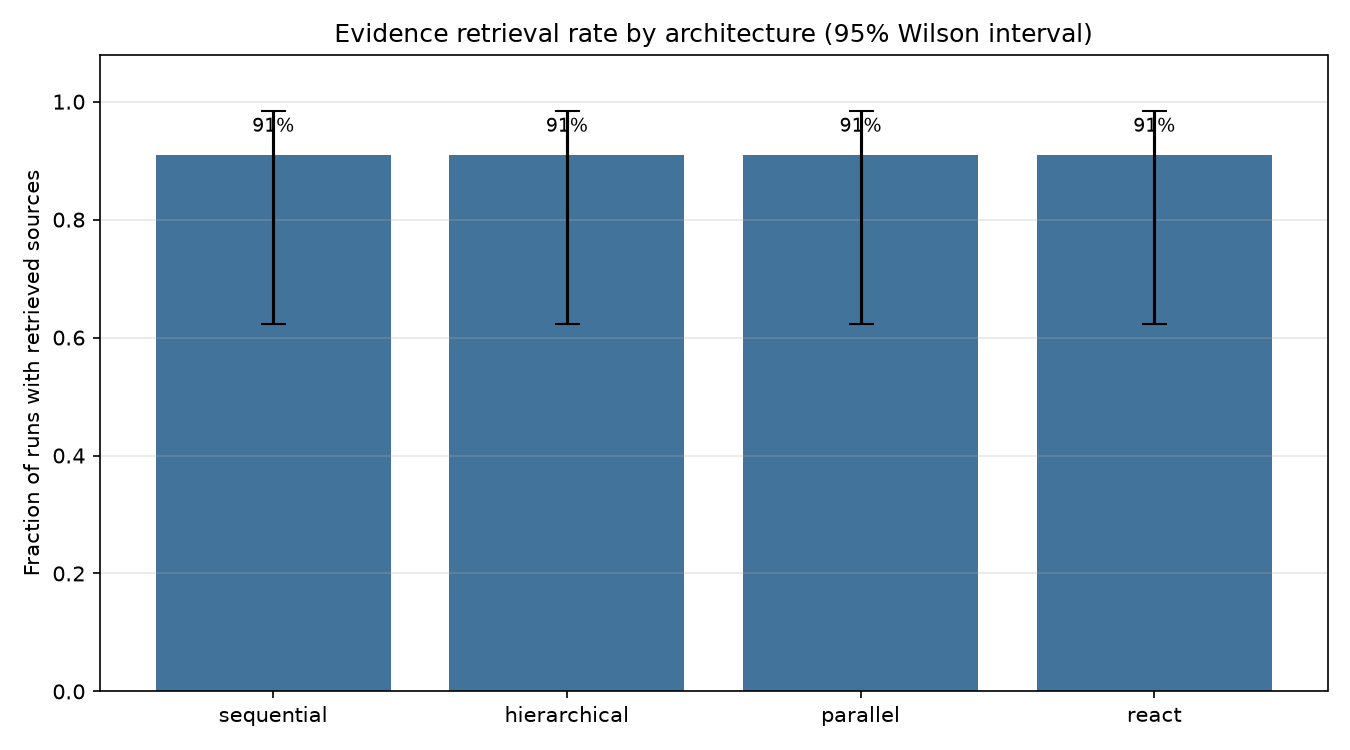 Evidence retrieval rate by architecture (95% Wilson interval)
Fraction of runs with retrieved sources
1.0
0.8
0.6
0.4
0.2
0.0
91%
91%
91%
91%
sequential
hierarchical
parallel
react